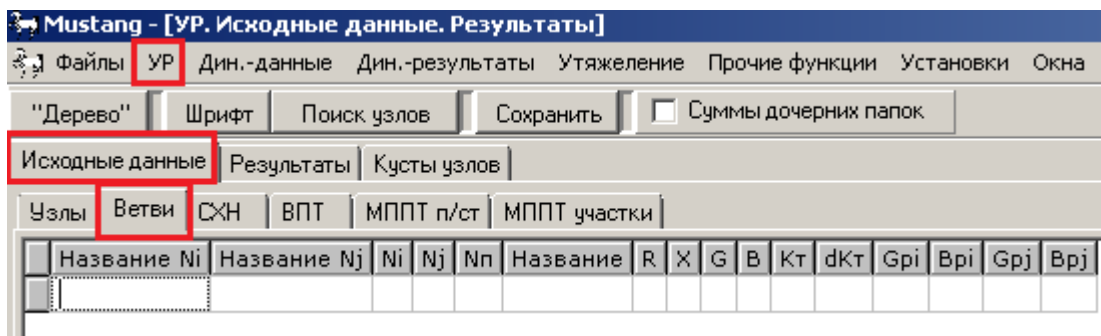 Mustang - [УР. Исходные данные. Результаты]
Файлы УР Дин.-данные Дин.-результаты Утяжеление Прочие функции Установки Окна
"Дерево" Шрифт Поиск узлов Сохранить Суммы дочерних папок
Исходные данные Результаты Кусты узлов
Узлы Ветви СХН ВПТ МППТ п/ст МППТ участки
Название Ni Название Nj Ni Nj Nп Название R X G B Кт dКт Gpi Bpi Gpj Bpj